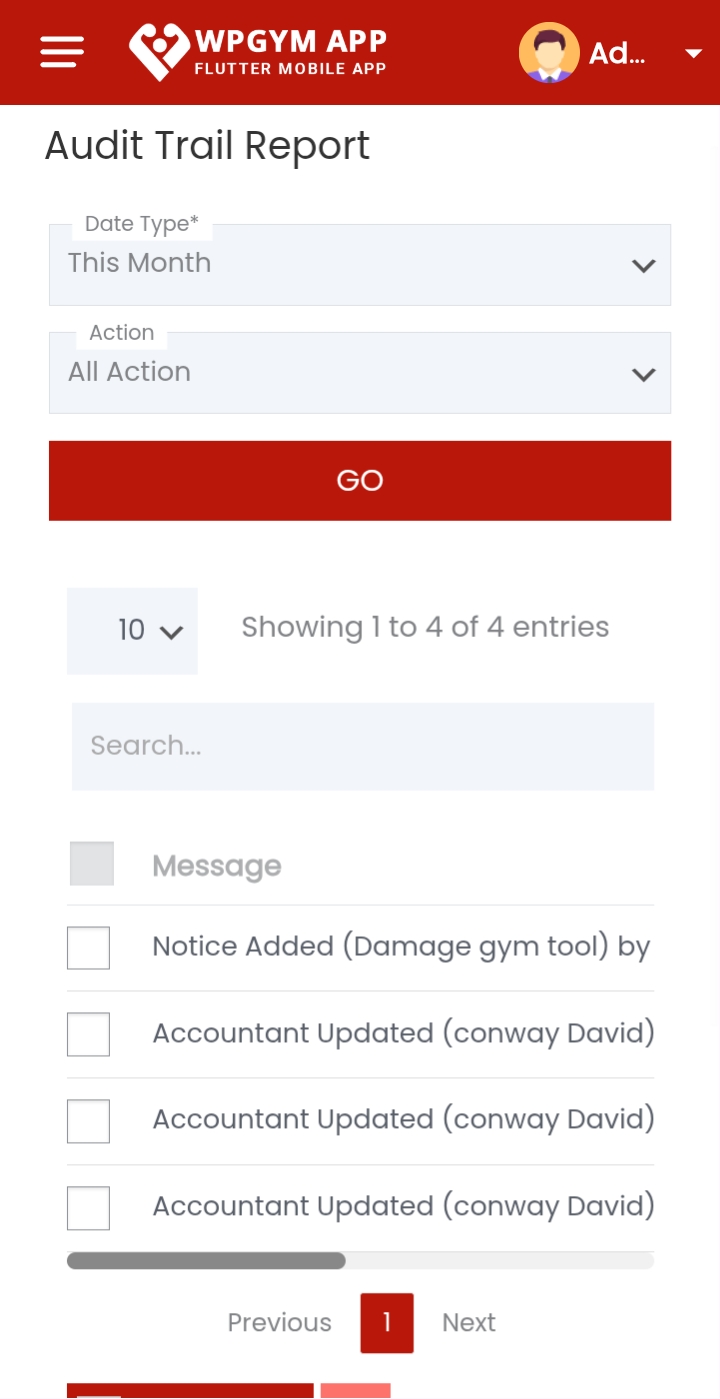 WPGYM APP
FLUTTER MOBILE APP
Ad...
Audit Trail Report
Date Type*
This Month
Action
All Action
GO
10
Showing 1 to 4 of 4 entries
Search...
Message
Notice Added (Damage gym tool) by
Accountant Updated (conway David)
Accountant Updated (conway David)
Accountant Updated (conway David)
Previous 1 Next